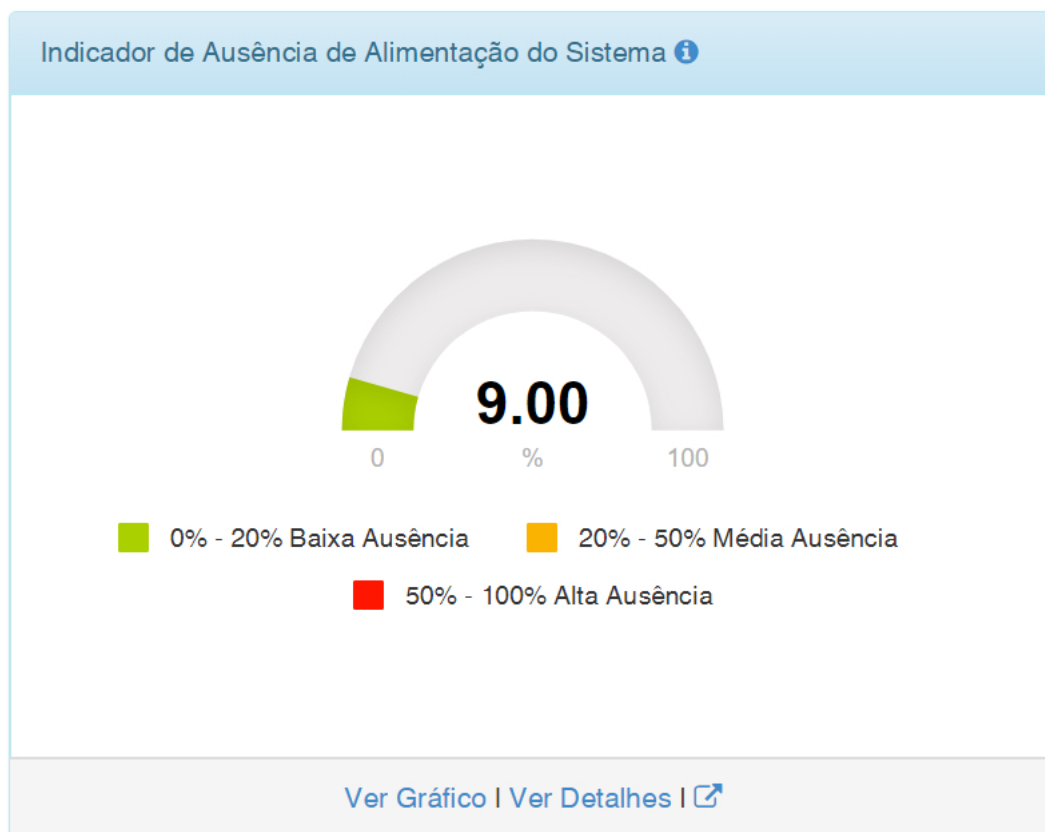 Indicador de Ausência de Alimentação do Sistema
9.00
0 % 100
0% - 20% Baixa Ausência 20% - 50% Média Ausência
50% - 100% Alta Ausência
Ver Gráfico I Ver Detalhes I